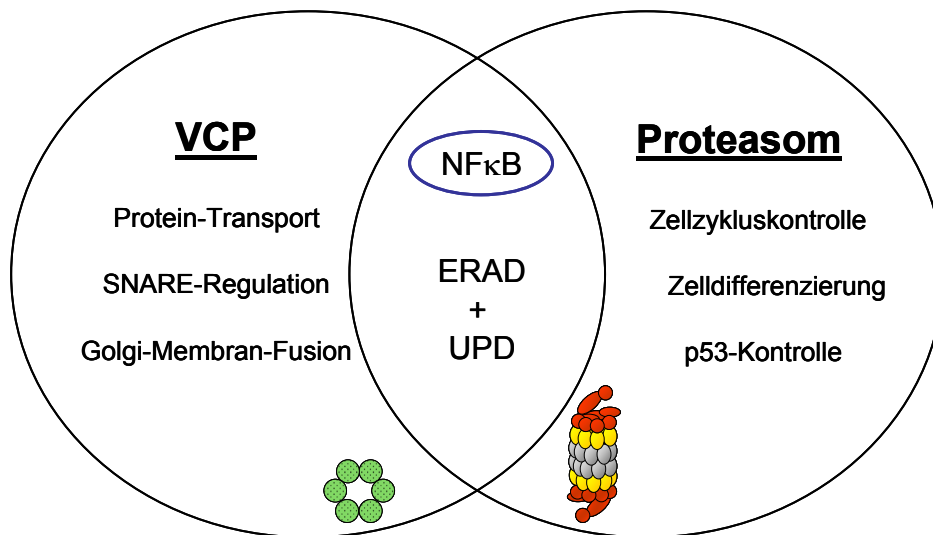 VCP
Protein-Transport
SNARE-Regulation
Golgi-Membran-Fusion
NFκB
ERAD
+
UPD
Proteasom
Zellzykluskontrolle
Zelldifferenzierung
p53-Kontrolle